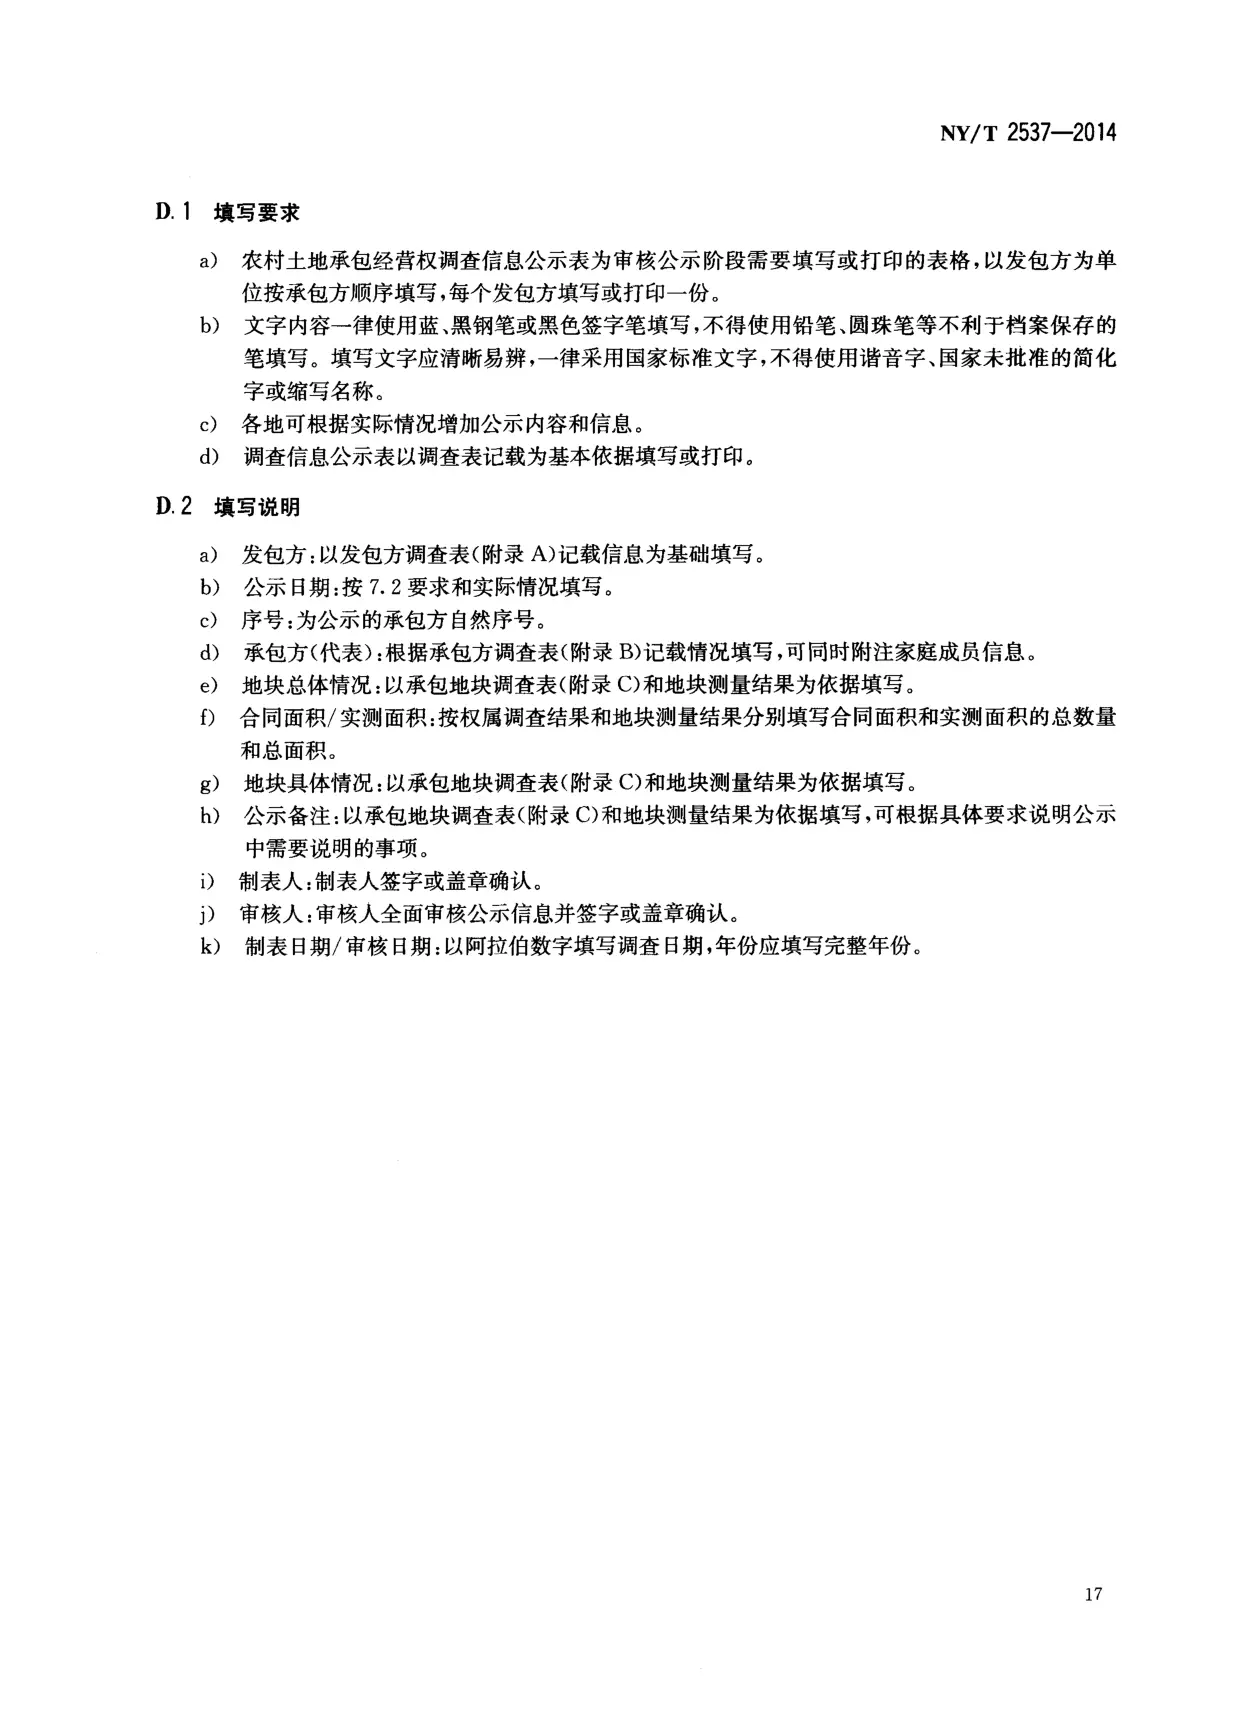 NY/T 2537—2014
D.1 填写要求
a) 农村土地承包经营权调查信息公示表为审核公示阶段需要填写或打印的表格,以发包方为单
位按承包方顺序填写,每个发包方填写或打印一份。
b) 文字内容一律使用蓝、黑钢笔或黑色签字笔填写,不得使用铅笔、圆珠笔等不利于档案保存的
笔填写。填写文字应清晰易辨,一律采用国家标准文字,不得使用谐音字、国家未批准的简化
字或缩写名称。
c) 各地可根据实际情况增加公示内容和信息。
d) 调查信息公示表以调查表记载为基本依据填写或打印。
D.2 填写说明
a) 发包方:以发包方调查表(附录 A)记载信息为基础填写。
b) 公示日期:按 7.2 要求和实际情况填写。
c) 序号:为公示的承包方自然序号。
d) 承包方(代表):根据承包方调查表(附录 B)记载情况填写,可同时附注家庭成员信息。
e) 地块总体情况:以承包地块调查表(附录 C)和地块测量结果为依据填写。
f) 合同面积/实测面积:按权属调查结果和地块测量结果分别填写合同面积和实测面积的总数量
和总面积。
g) 地块具体情况:以承包地块调查表(附录 C)和地块测量结果为依据填写。
h) 公示备注:以承包地块调查表(附录 C)和地块测量结果为依据填写,可根据具体要求说明公示
中需要说明的事项。
i) 制表人:制表人签字或盖章确认。
j) 审核人:审核人全面审核公示信息并签字或盖章确认。
k) 制表日期/审核日期:以阿拉伯数字填写调查日期,年份应填写完整年份。
17